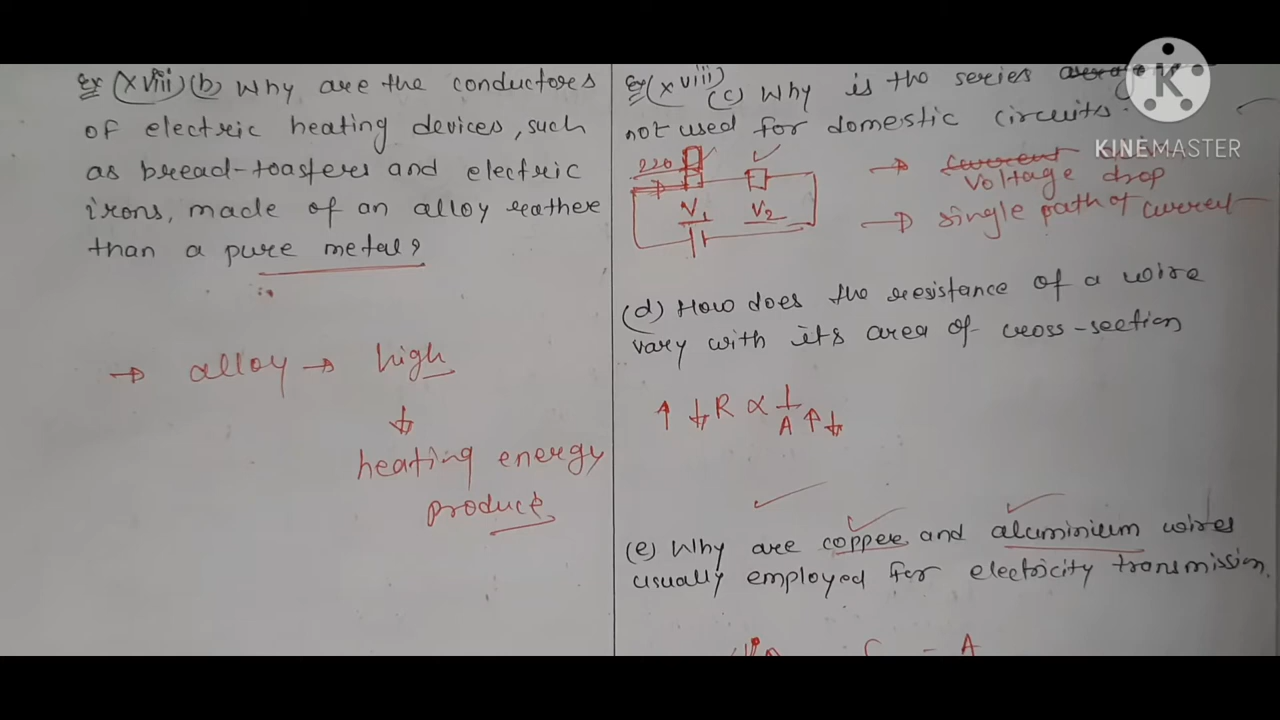 Ex (xviii)(b) Why are the conductors
of electric heating devices, such
as bread-toasters and electric
irons, made of an alloy rather
than a pure metal?
→ alloy → high
↓
heating energy
produce
Ex (xviii)(c) Why is the series
not used for domestic circuits.
220
V1 V2
→ current
voltage drop
→ single path of current
(d) How does the resistance of a wire
vary with its area of cross-section
↑ ↓ R ∝ 1/A ↑ ↓
(e) Why are copper and aluminium wires
usually employed for electricity transmission.
C - A
K
KINEMASTER